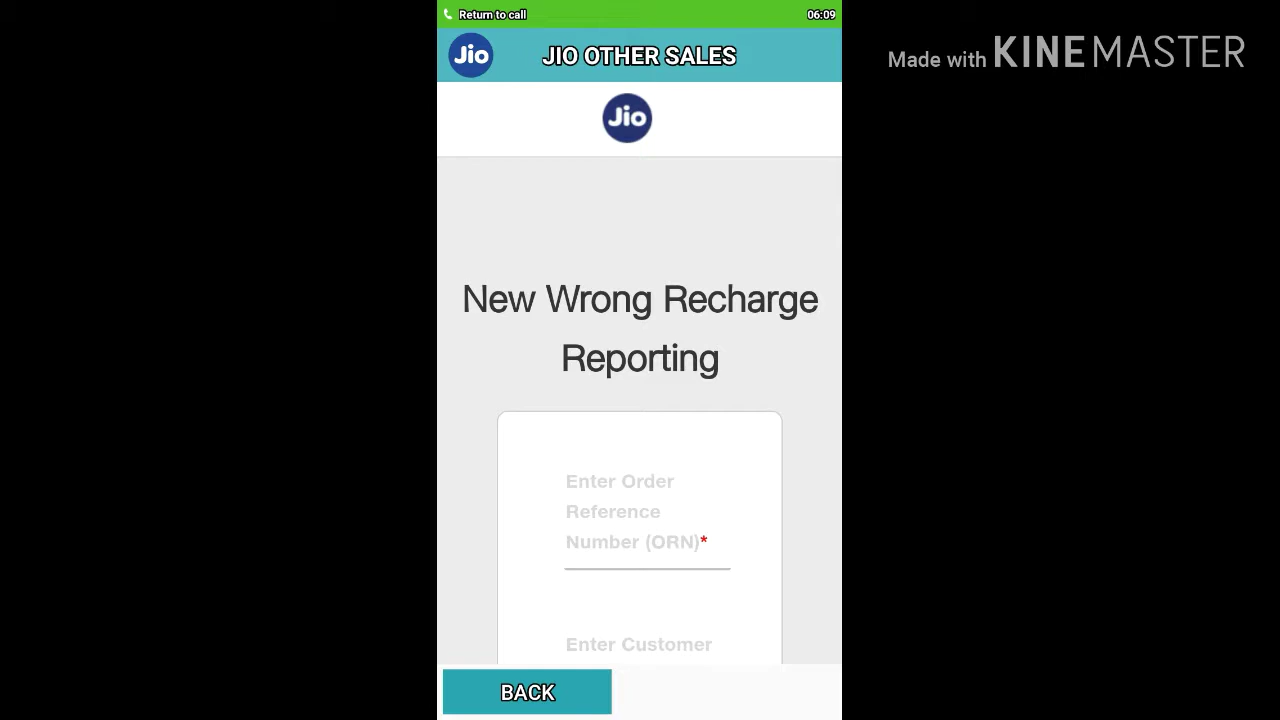 Return to call
06:09
Jio
JIO OTHER SALES
Made with KINEMASTER
Jio
New Wrong Recharge
Reporting
Enter Order
Reference
Number (ORN)*
Enter Customer
BACK